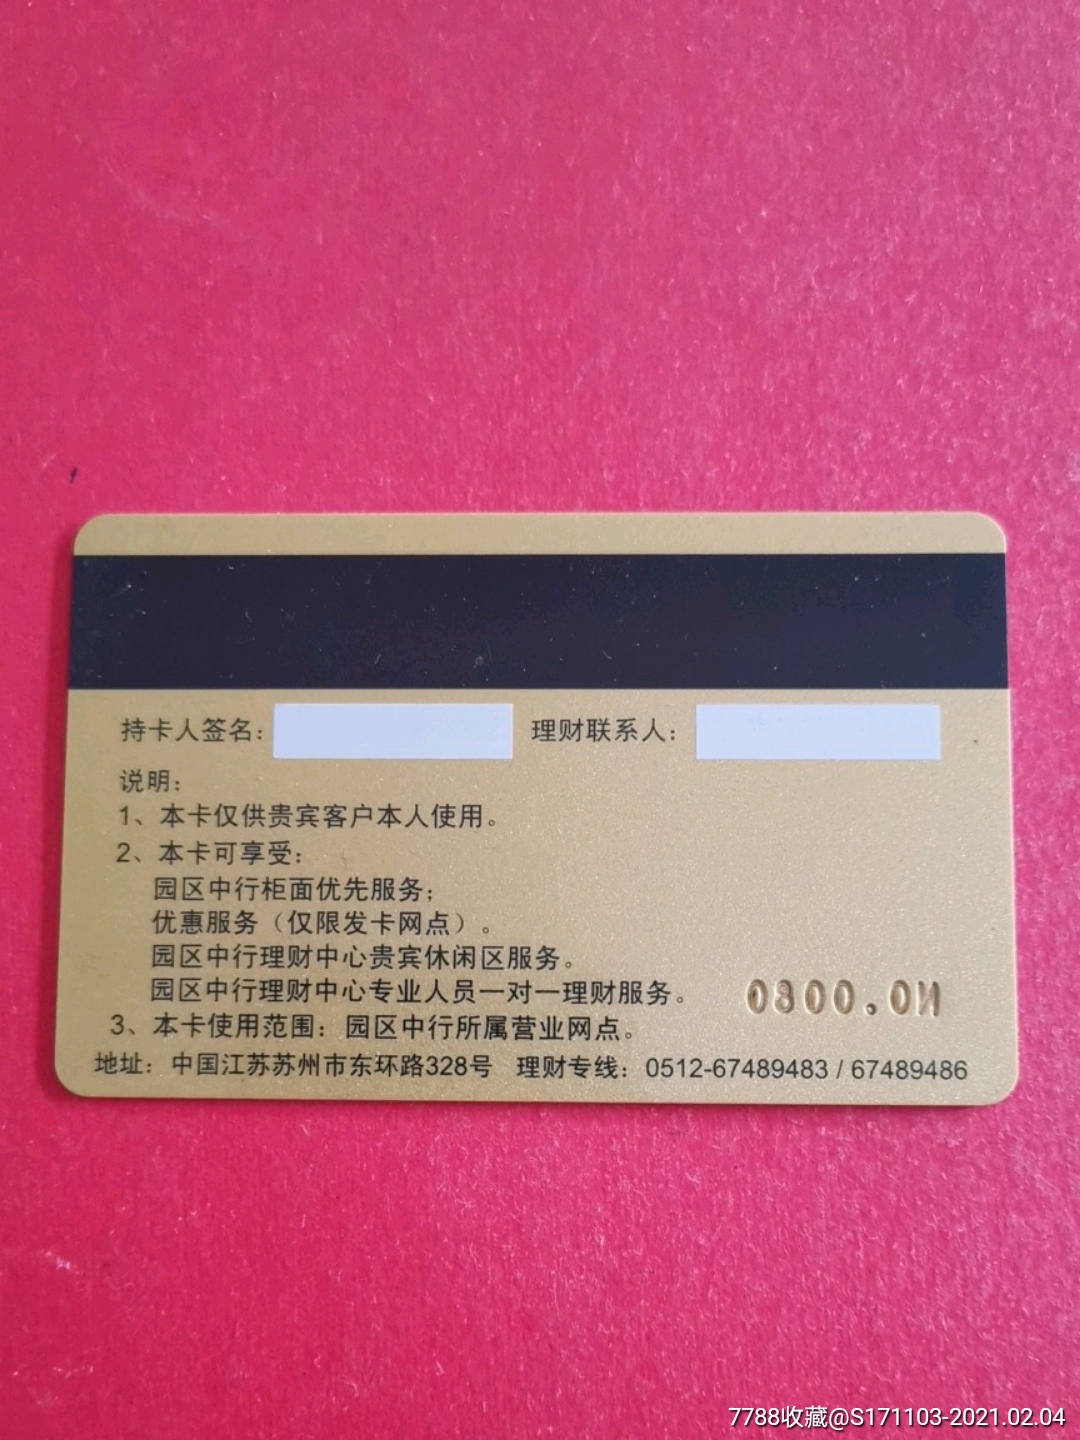 持卡人签名：
理财联系人：
说明：
1、本卡仅供贵宾客户本人使用。
2、本卡可享受：
园区中行柜面优先服务；
优惠服务（仅限发卡网点）。
园区中行理财中心贵宾休闲区服务。
园区中行理财中心专业人员一对一理财服务。
3、本卡使用范围：园区中行所属营业网点。
地址：中国江苏苏州市东环路328号 理财专线：0512-67489483 / 67489486
7788收藏@S171103-2021.02.04